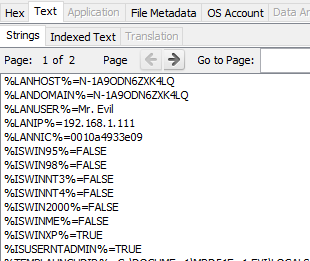 Hex Text Application File Metadata OS Account Data Ar
Strings Indexed Text Translation
Page: 1 of 2 Page Go to Page:
%LANHOST%=N-1A9ODN6ZXK4LQ
%LANDOMAIN%=N-1A9ODN6ZXK4LQ
%LANUSER%=Mr. Evil
%LANIP%=192.168.1.111
%LANNIC%=0010a4933e09
%ISWIN95%=FALSE
%ISWIN98%=FALSE
%ISWINNT3%=FALSE
%ISWINNT4%=FALSE
%ISWIN2000%=FALSE
%ISWINME%=FALSE
%ISWINXP%=TRUE
%ISUSERNTADMIN%=TRUE